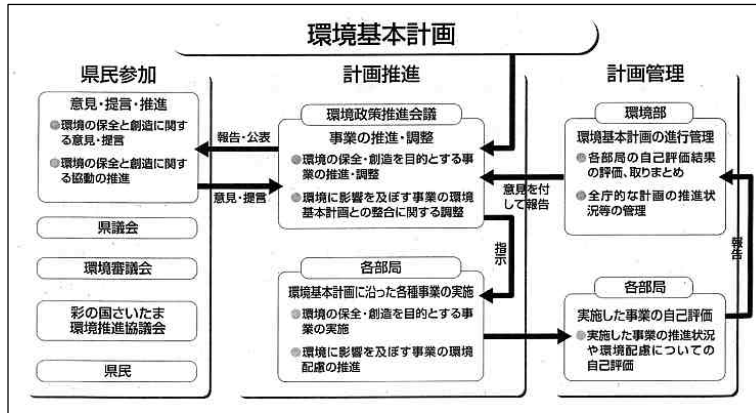 環境基本計画
県民参加
意見・提言・推進
環境の保全と創造に関す
る意見・提言
環境の保全と創造に関す
る協働の推進
県議会
環境審議会
彩の国さいたま
環境推進協議会
県民
報告・公表
意見・提言
計画推進
環境政策推進会議
事業の推進・調整
環境の保全・創造を目的とする事
業の推進・調整
環境に影響を及ぼす事業の環境
基本計画との整合に関する調整
指示
各部局
環境基本計画に沿った各種事業の実施
環境の保全・創造を目的とする事
業の実施
環境に影響を及ぼす事業の環境
配慮の推進
意見を付
して報告
計画管理
環境部
環境基本計画の進行管理
各部局の自己評価結果
の評価、取りまとめ
全庁的な計画の推進状
況等の管理
報告
各部局
実施した事業の自己評価
実施した事業の推進状況
や環境配慮についての
自己評価